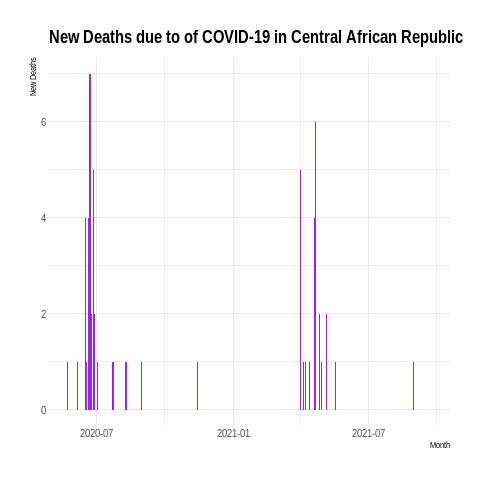 New Deaths due to of COVID-19 in Central African Republic
New Deaths
6
4
2
0
2020-07
2021-01
2021-07
Month